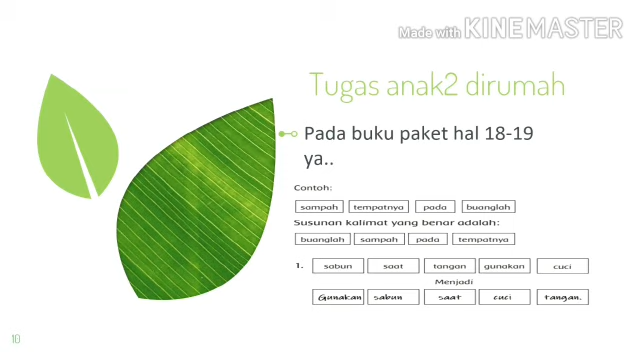 Made with KINEMASTER
Tugas anak2 dirumah
Pada buku paket hal 18-19
ya..
Contoh:
sampah tempatnya pada buanglah
Susunan kalimat yang benar adalah:
buanglah sampah pada tempatnya
1. sabun saat tangan gunakan cuci
Menjadi
Gunakan sabun saat cuci tangan.
10